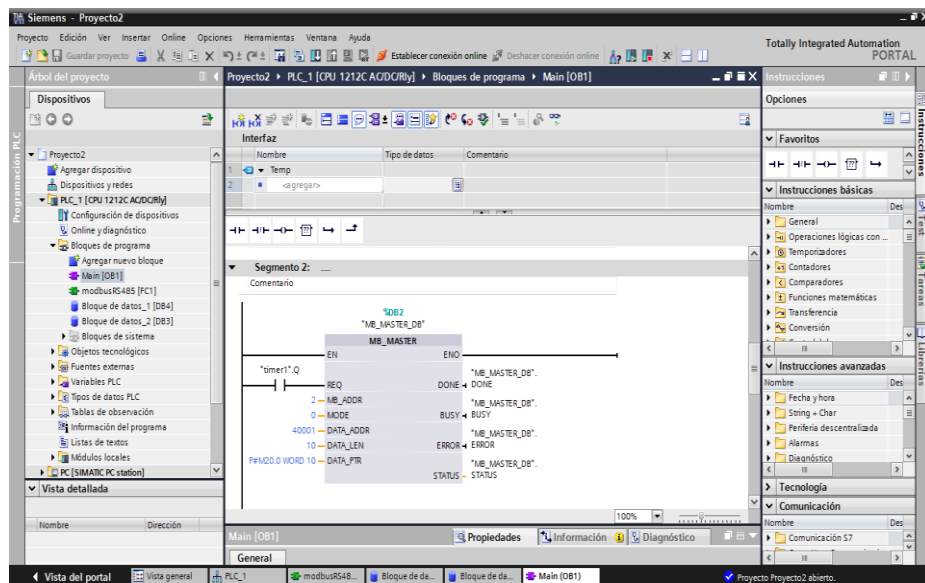 Siemens - Proyecto2
Proyecto Edición Ver Insertar Online Opciones Herramientas Ventana Ayuda
Guardar proyecto Establecer conexión online Deshacer conexión online
Totally Integrated Automation
PORTAL
Árbol del proyecto
Proyecto2 PLC_1 [CPU 1212C AC/DC/Rly] Bloques de programa Main [OB1]
Instrucciones
Programación PLC
Dispositivos
Proyecto2
Agregar dispositivo
Dispositivos y redes
PLC_1 [CPU 1212C AC/DC/Rly]
Configuración de dispositivos
Online y diagnóstico
Bloques de programa
Agregar nuevo bloque
Main [OB1]
modbusRS485 [FC1]
Bloque de datos_1 [DB4]
Bloque de datos_2 [DB3]
Bloques de sistema
Objetos tecnológicos
Fuentes externas
Variables PLC
Tipos de datos PLC
Tablas de observación
Información del programa
Listas de textos
Módulos locales
PC [SIMATIC PC station]
Vista detallada
Nombre Dirección
Interfaz
Nombre Tipo de datos Comentario
1 Temp
2 <agregar>
Segmento 2: ....
Comentario
%DB2
"MB_MASTER_DB"
MB_MASTER
EN ENO
"timer1".Q
REQ
"MB_MASTER_DB".
DONE DONE
2 MB_ADDR
0 MODE
"MB_MASTER_DB".
BUSY BUSY
40001 DATA_ADDR
10 DATA_LEN
"MB_MASTER_DB".
ERROR ERROR
P#M20.0 WORD 10 DATA_PTR
"MB_MASTER_DB".
STATUS STATUS
100%
Main [OB1]
Propiedades Información Diagnóstico
General
Opciones
Favoritos
Instrucciones básicas
Nombre Des
General
Operaciones lógicas con ...
Temporizadores
Contadores
Comparadores
Funciones matemáticas
Transferencia
Conversión
Instrucciones avanzadas
Nombre Des
Fecha y hora
String + Char
Periferia descentralizada
Alarmas
Diagnóstico
Tecnología
Comunicación
Nombre Des
Comunicación S7
Instrucciones
Test
Tareas
Librerías
Vista del portal Vista general PLC_1 modbusRS48... Bloque de da... Bloque de da... Main (OB1)
Proyecto Proyecto2 abierto.